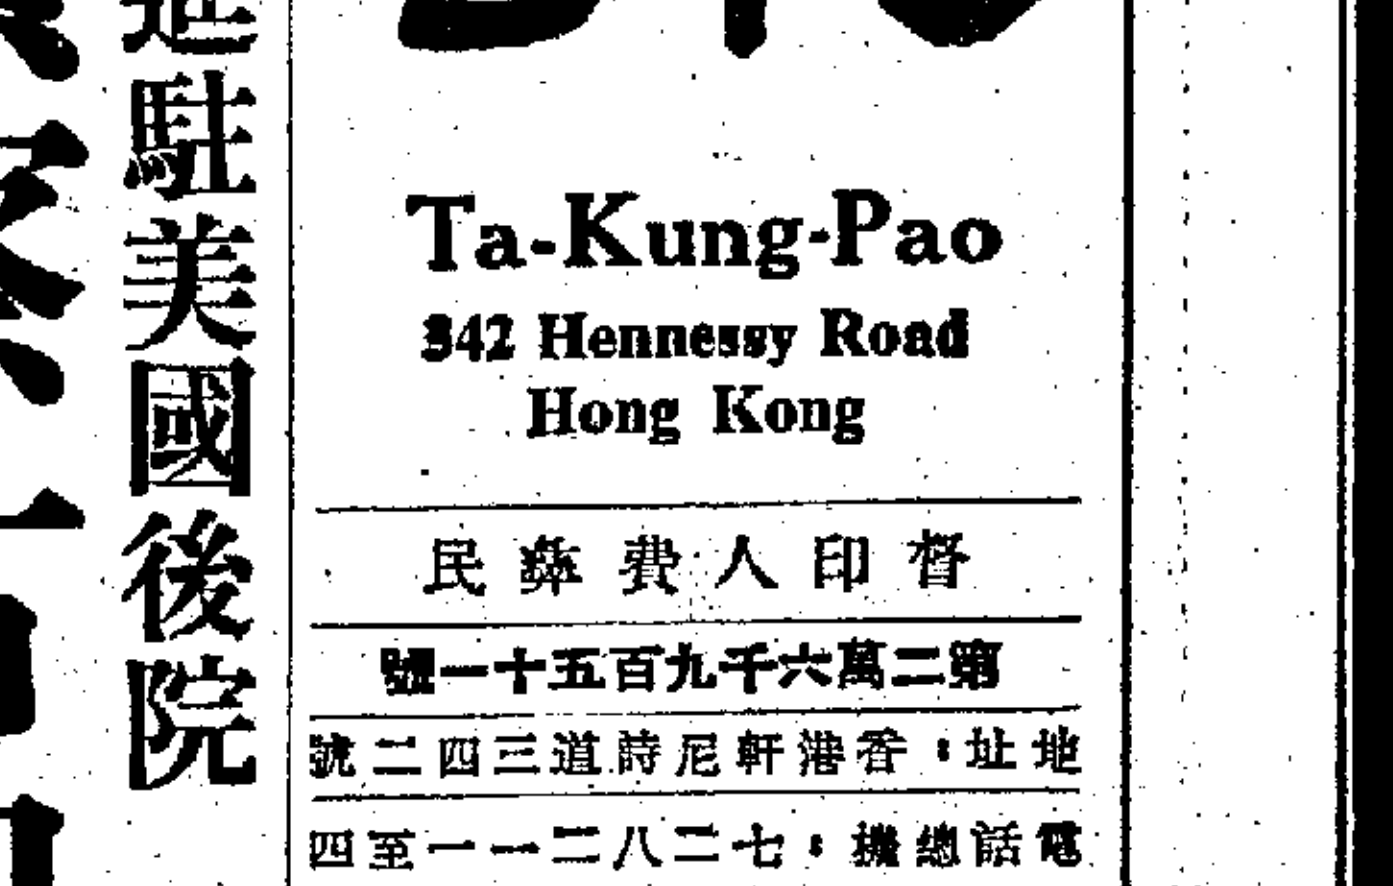 Ta-Kung-Pao
342 Hennessy Road
Hong Kong
督印人費彝民
第二萬六千九百五十一號
地址:香港軒尼詩道三四二號
電話總機:七二八二一一至四
進駐美國後院